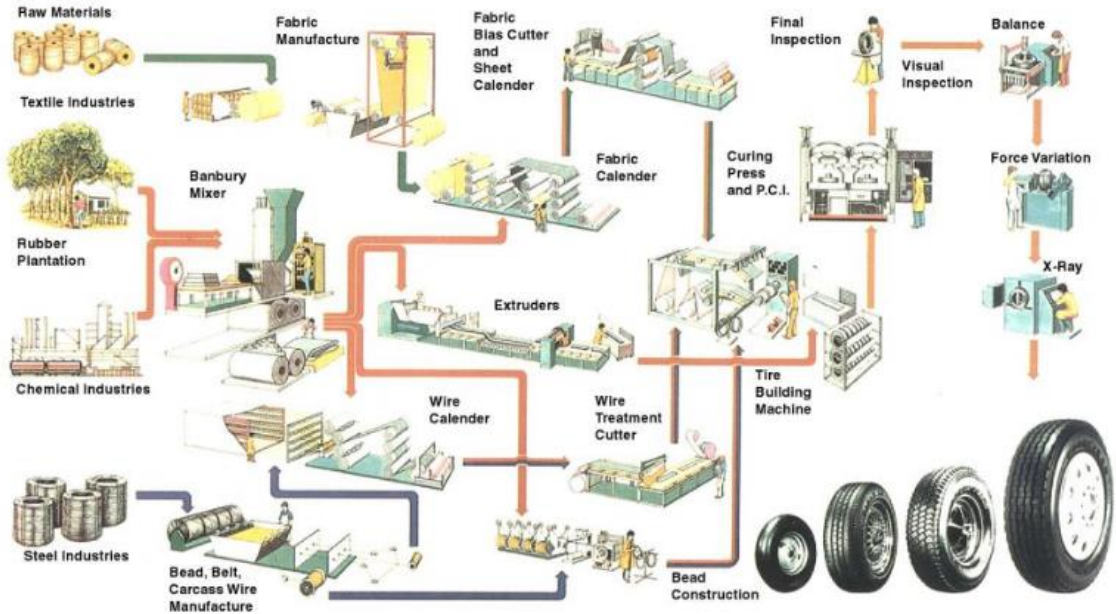 Raw Materials
Textile Industries
Fabric
Manufacture
Fabric
Bias Cutter
and
Sheet
Calender
Final
Inspection
Visual
Inspection
Balance
Rubber
Plantation
Banbury
Mixer
Fabric
Calender
Curing
Press
and P.C.I.
Force Variation
X-Ray
Chemical Industries
Extruders
Tire
Building
Machine
Wire
Calender
Wire
Treatment
Cutter
Steel Industries
Bead, Belt,
Carcass Wire
Manufacture
Bead
Construction